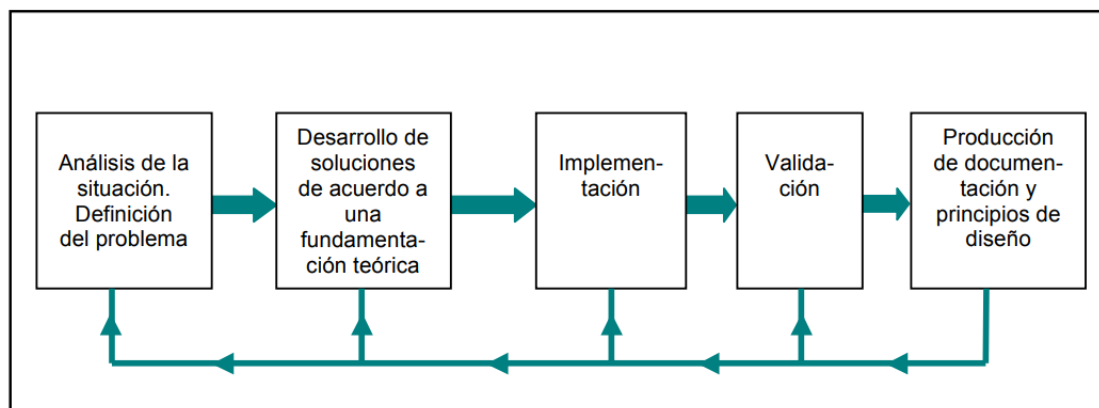 Análisis de la
situación.
Definición
del problema
Desarrollo de
soluciones
de acuerdo a
una
fundamenta-
ción teórica
Implemen-
tación
Valida-
ción
Producción
de documen-
tación y
principios de
diseño